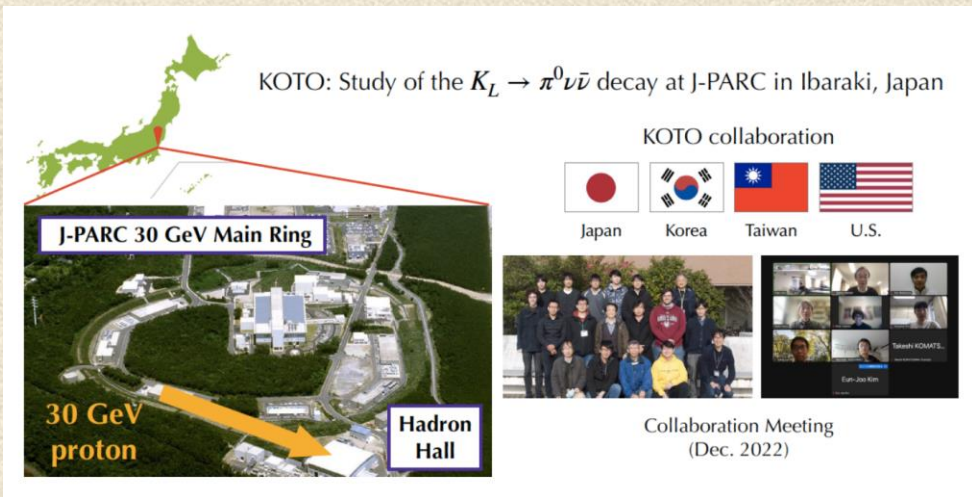 KOTO: Study of the K_L → π⁰νν̄ decay at J-PARC in Ibaraki, Japan
KOTO collaboration
Japan
Korea
Taiwan
U.S.
J-PARC 30 GeV Main Ring
30 GeV
proton
Hadron
Hall
Takeshi KOMATS...
Eun-Joo Kim
Collaboration Meeting
(Dec. 2022)